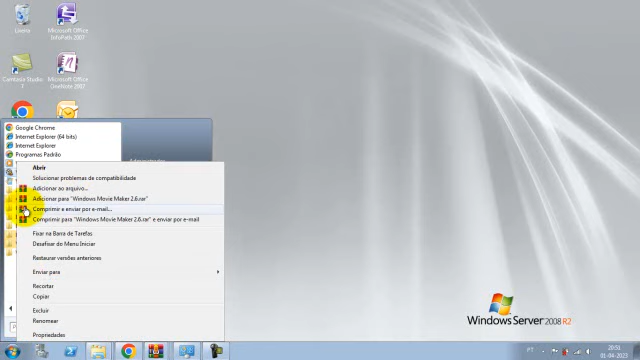 Lixeira
Microsoft Office
InfoPath 2007
Camtasia Studio
7
Microsoft Office
OneNote 2007
Google Chrome
Internet Explorer (64 bits)
Internet Explorer
Programas Padrão
Administrador
Abrir
Solucionar problemas de compatibilidade
Adicionar ao arquivo...
Adicionar para "Windows Movie Maker 2.6.rar"
Comprimir e enviar por e-mail...
Comprimir para "Windows Movie Maker 2.6.rar" e enviar por e-mail
Fixar na Barra de Tarefas
Desafixar do Menu Iniciar
Restaurar versões anteriores
Enviar para
Recortar
Copiar
Excluir
Renomear
Propriedades
Windows Server 2008 R2
PT
20:51
01-04-2023